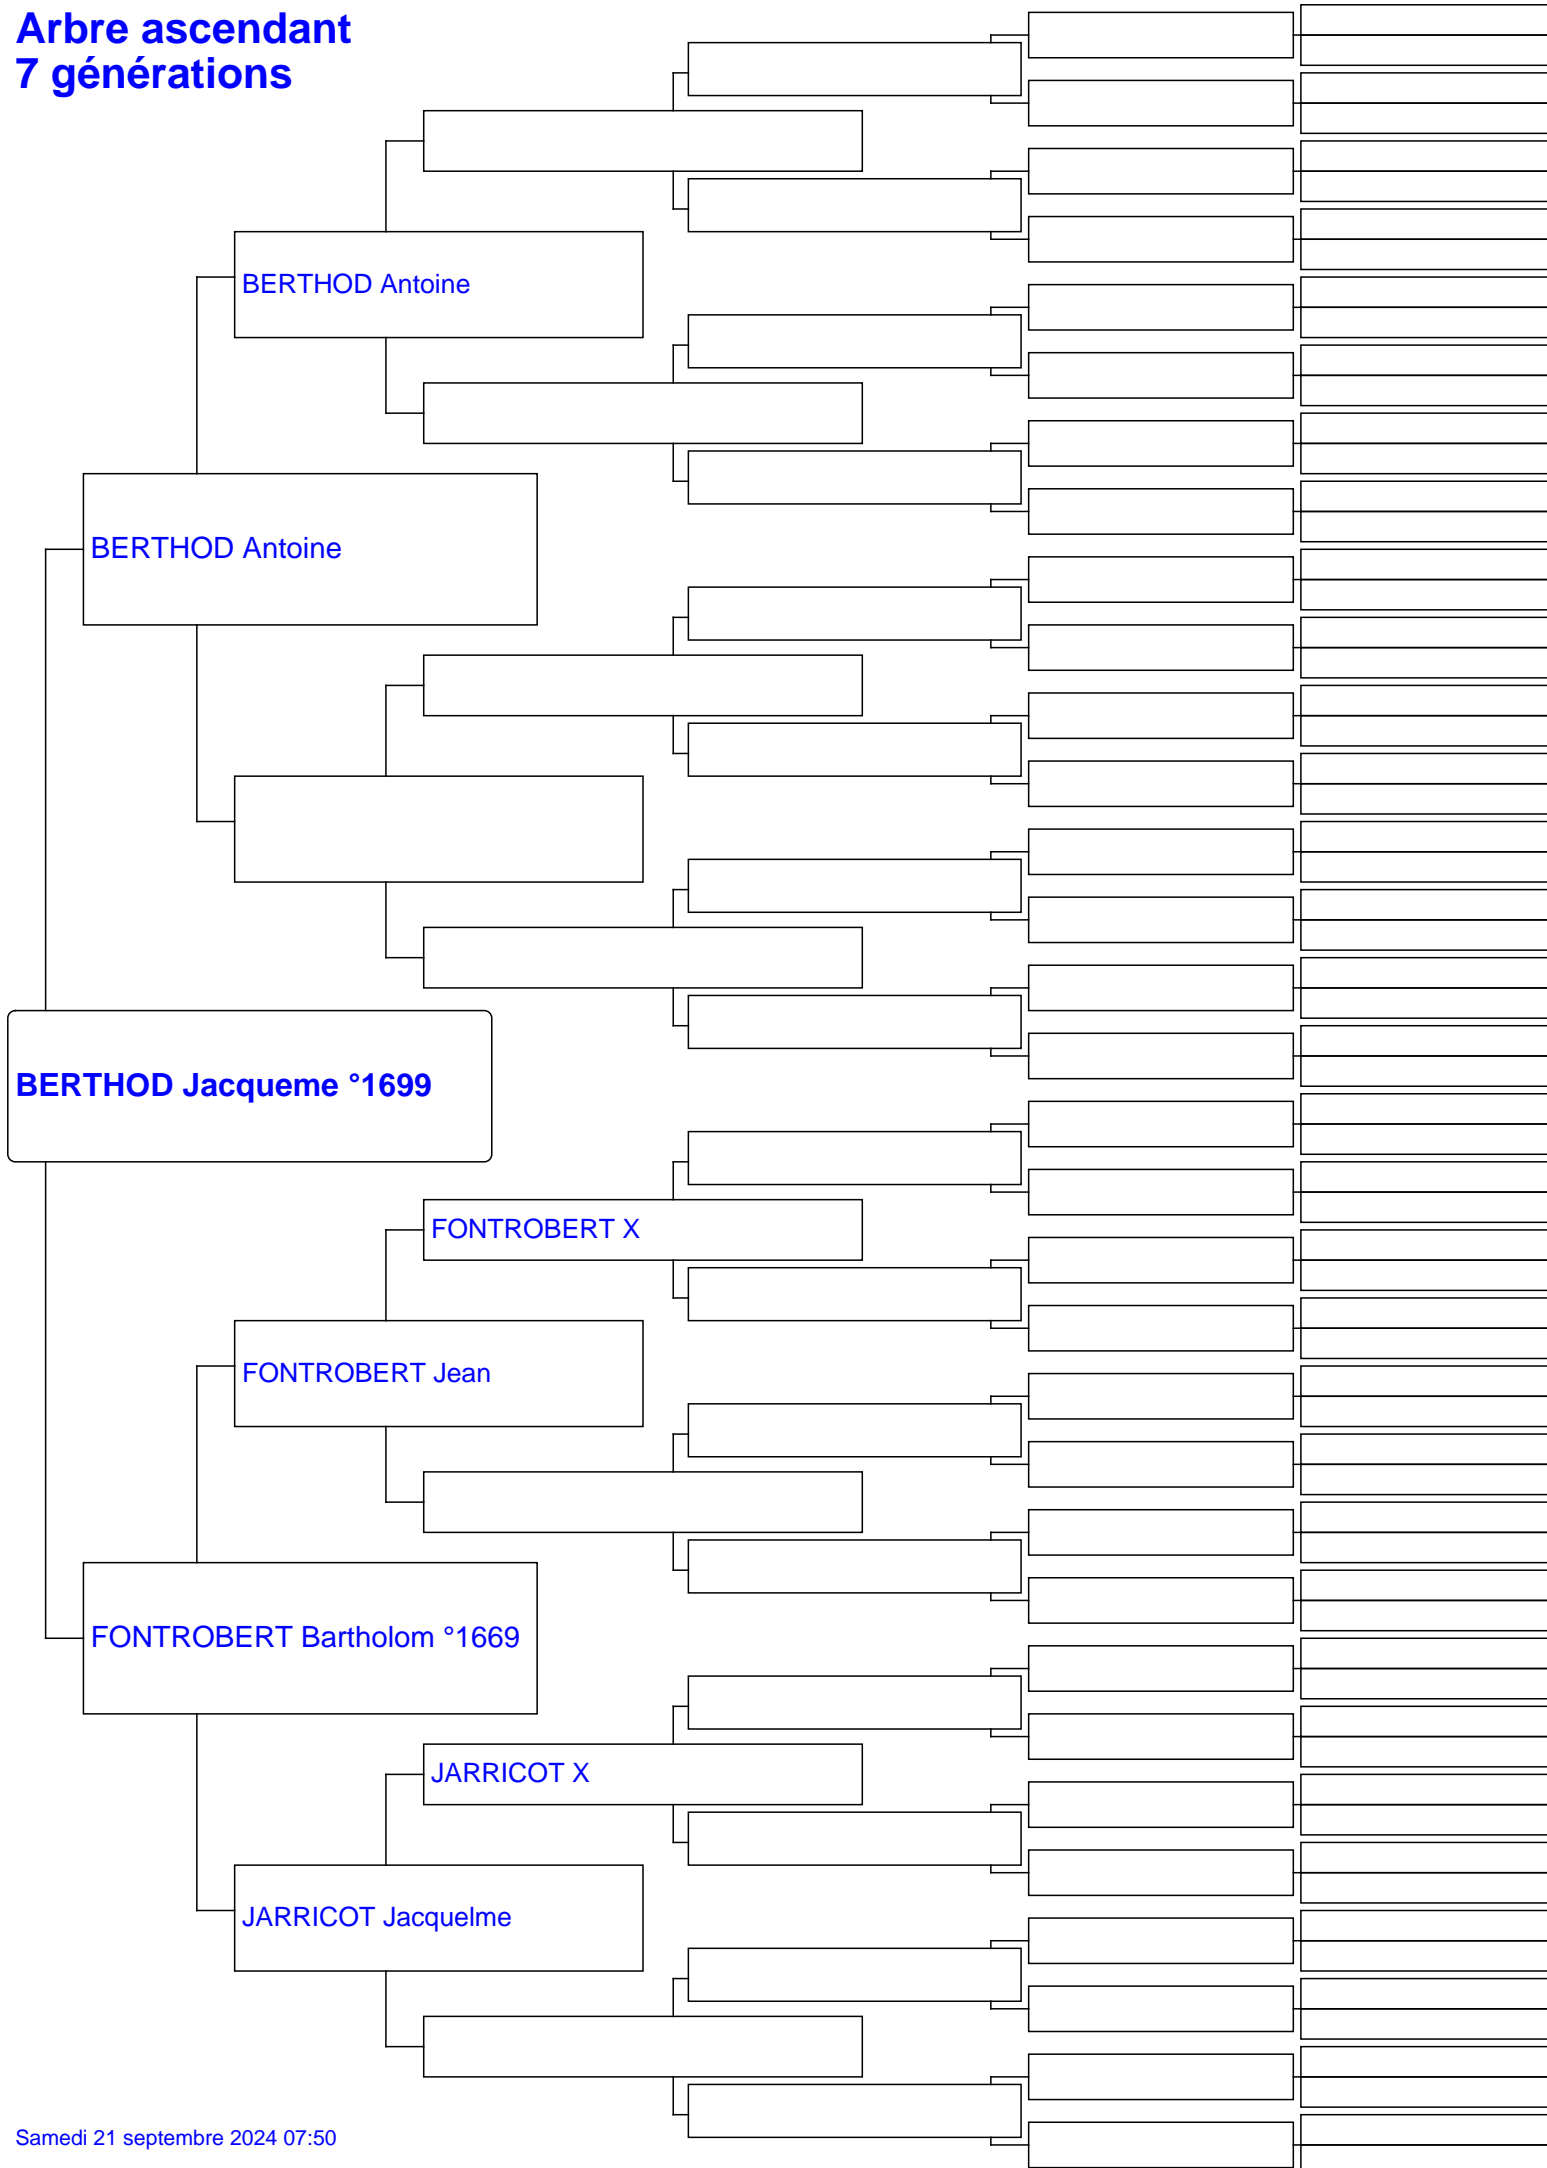 Arbre ascendant
7 générations
BERTHOD Antoine
BERTHOD Antoine
BERTHOD Jacqueme °1699
FONTROBERT X
FONTROBERT Jean
FONTROBERT Bartholom °1669
JARRICOT X
JARRICOT Jacquelme
Samedi 21 septembre 2024 07:50